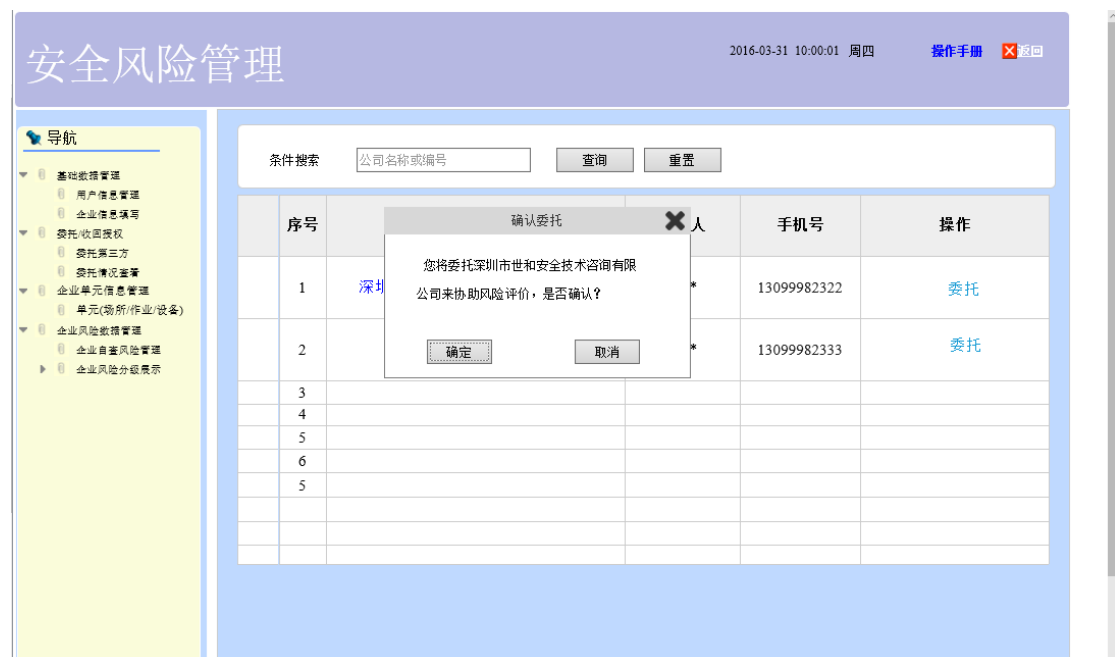 安全风险管理
2016-03-31 10:00:01 周四
操作手册
返回
导航
基础数据管理
用户信息管理
企业信息填写
委托/收回授权
委托第三方
委托情况查看
企业单元信息管理
单元(场所/作业/设备)
企业风险数据管理
企业自查风险管理
企业风险分级展示
条件搜索 公司名称或编号 查询 重置
序号 人 手机号 操作
确认委托
您将委托深圳市世和安全技术咨询有限
公司来协助风险评价，是否确认?
确定 取消
1 深圳 * 13099982322 委托
2 * 13099982333 委托
3
4
5
6
5